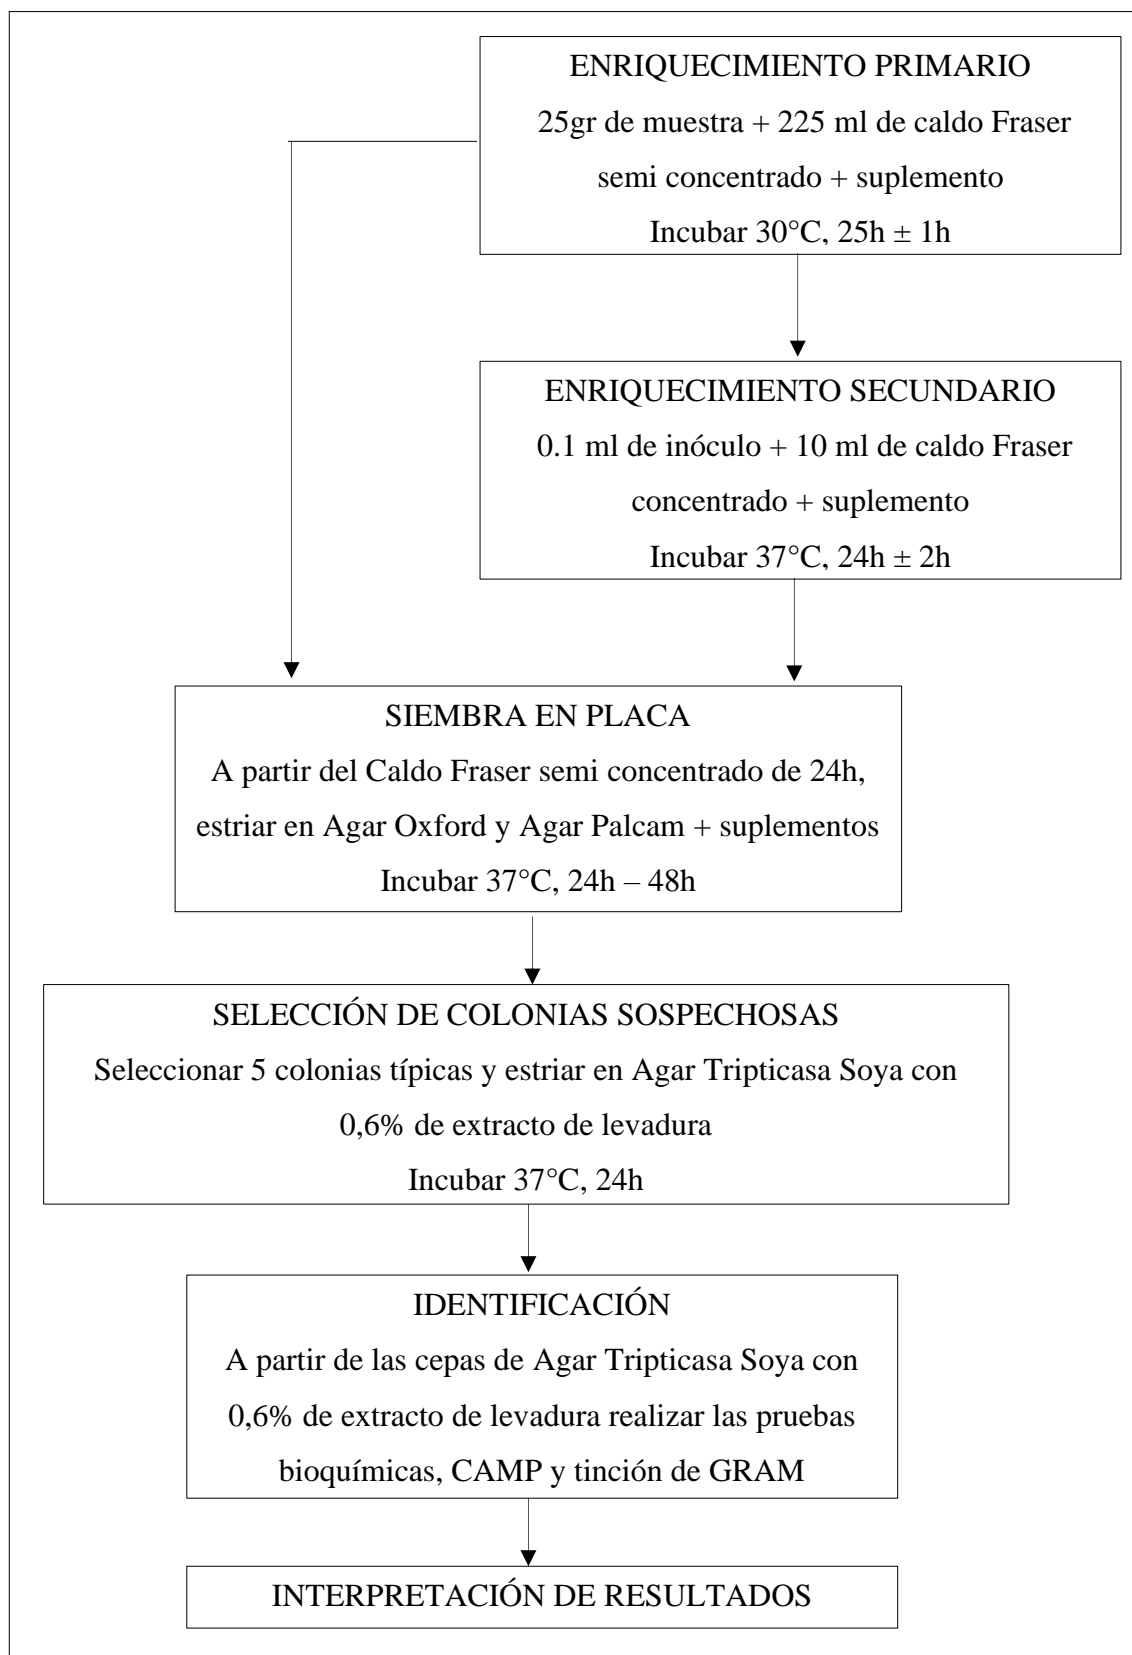 ENRIQUECIMIENTO PRIMARIO
25gr de muestra + 225 ml de caldo Fraser
semi concentrado + suplemento
Incubar 30°C, 25h ± 1h
ENRIQUECIMIENTO SECUNDARIO
0.1 ml de inóculo + 10 ml de caldo Fraser
concentrado + suplemento
Incubar 37°C, 24h ± 2h
SIEMBRA EN PLACA
A partir del Caldo Fraser semi concentrado de 24h,
estriar en Agar Oxford y Agar Palcam + suplementos
Incubar 37°C, 24h – 48h
SELECCIÓN DE COLONIAS SOSPECHOSAS
Seleccionar 5 colonias típicas y estriar en Agar Tripticasa Soya con
0,6% de extracto de levadura
Incubar 37°C, 24h
IDENTIFICACIÓN
A partir de las cepas de Agar Tripticasa Soya con
0,6% de extracto de levadura realizar las pruebas
bioquímicas, CAMP y tinción de GRAM
INTERPRETACIÓN DE RESULTADOS